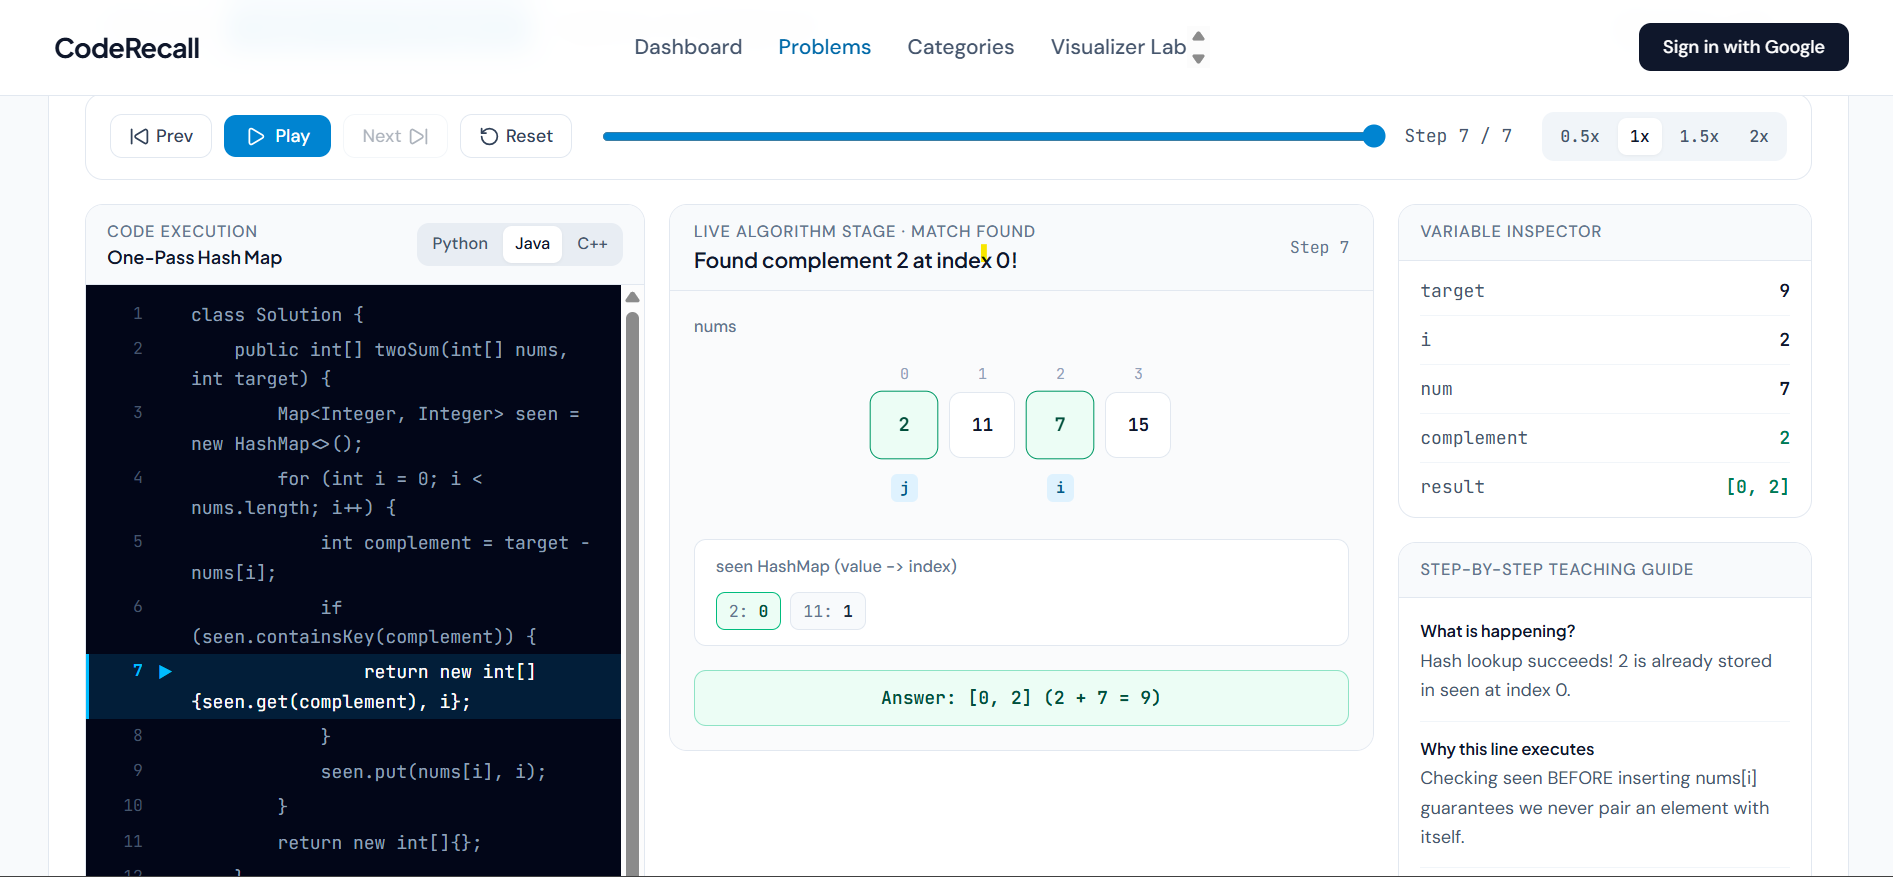 CodeRecall
Dashboard
Problems
Categories
Visualizer Lab
Sign in with Google
Prev
Play
Next
Reset
Step 7 / 7
0.5x
1x
1.5x
2x
CODE EXECUTION
One-Pass Hash Map
Python
Java
C++
1 class Solution {
2 public int[] twoSum(int[] nums,
int target) {
3 Map<Integer, Integer> seen =
new HashMap<>();
4 for (int i = 0; i <
nums.length; i++) {
5 int complement = target -
nums[i];
6 if
(seen.containsKey(complement)) {
7 return new int[]
{seen.get(complement), i};
8 }
9 seen.put(nums[i], i);
10 }
11 return new int[]{};
12 }
LIVE ALGORITHM STAGE · MATCH FOUND
Found complement 2 at index 0!
Step 7
nums
0 1 2 3
2 11 7 15
j i
seen HashMap (value -> index)
2: 0 11: 1
Answer: [0, 2] (2 + 7 = 9)
VARIABLE INSPECTOR
target 9
i 2
num 7
complement 2
result [0, 2]
STEP-BY-STEP TEACHING GUIDE
What is happening?
Hash lookup succeeds! 2 is already stored
in seen at index 0.
Why this line executes
Checking seen BEFORE inserting nums[i]
guarantees we never pair an element with
itself.